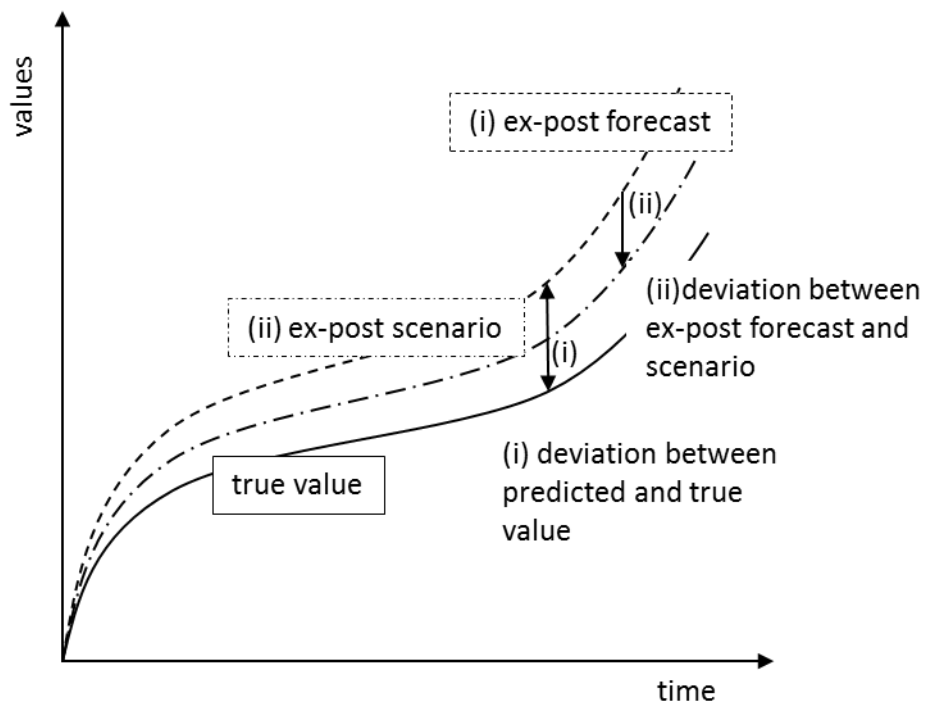 values
(i) ex-post forecast
(ii)
(ii) ex-post scenario
(i)
(ii)deviation between
ex-post forecast and
scenario
true value
(i) deviation between
predicted and true
value
time